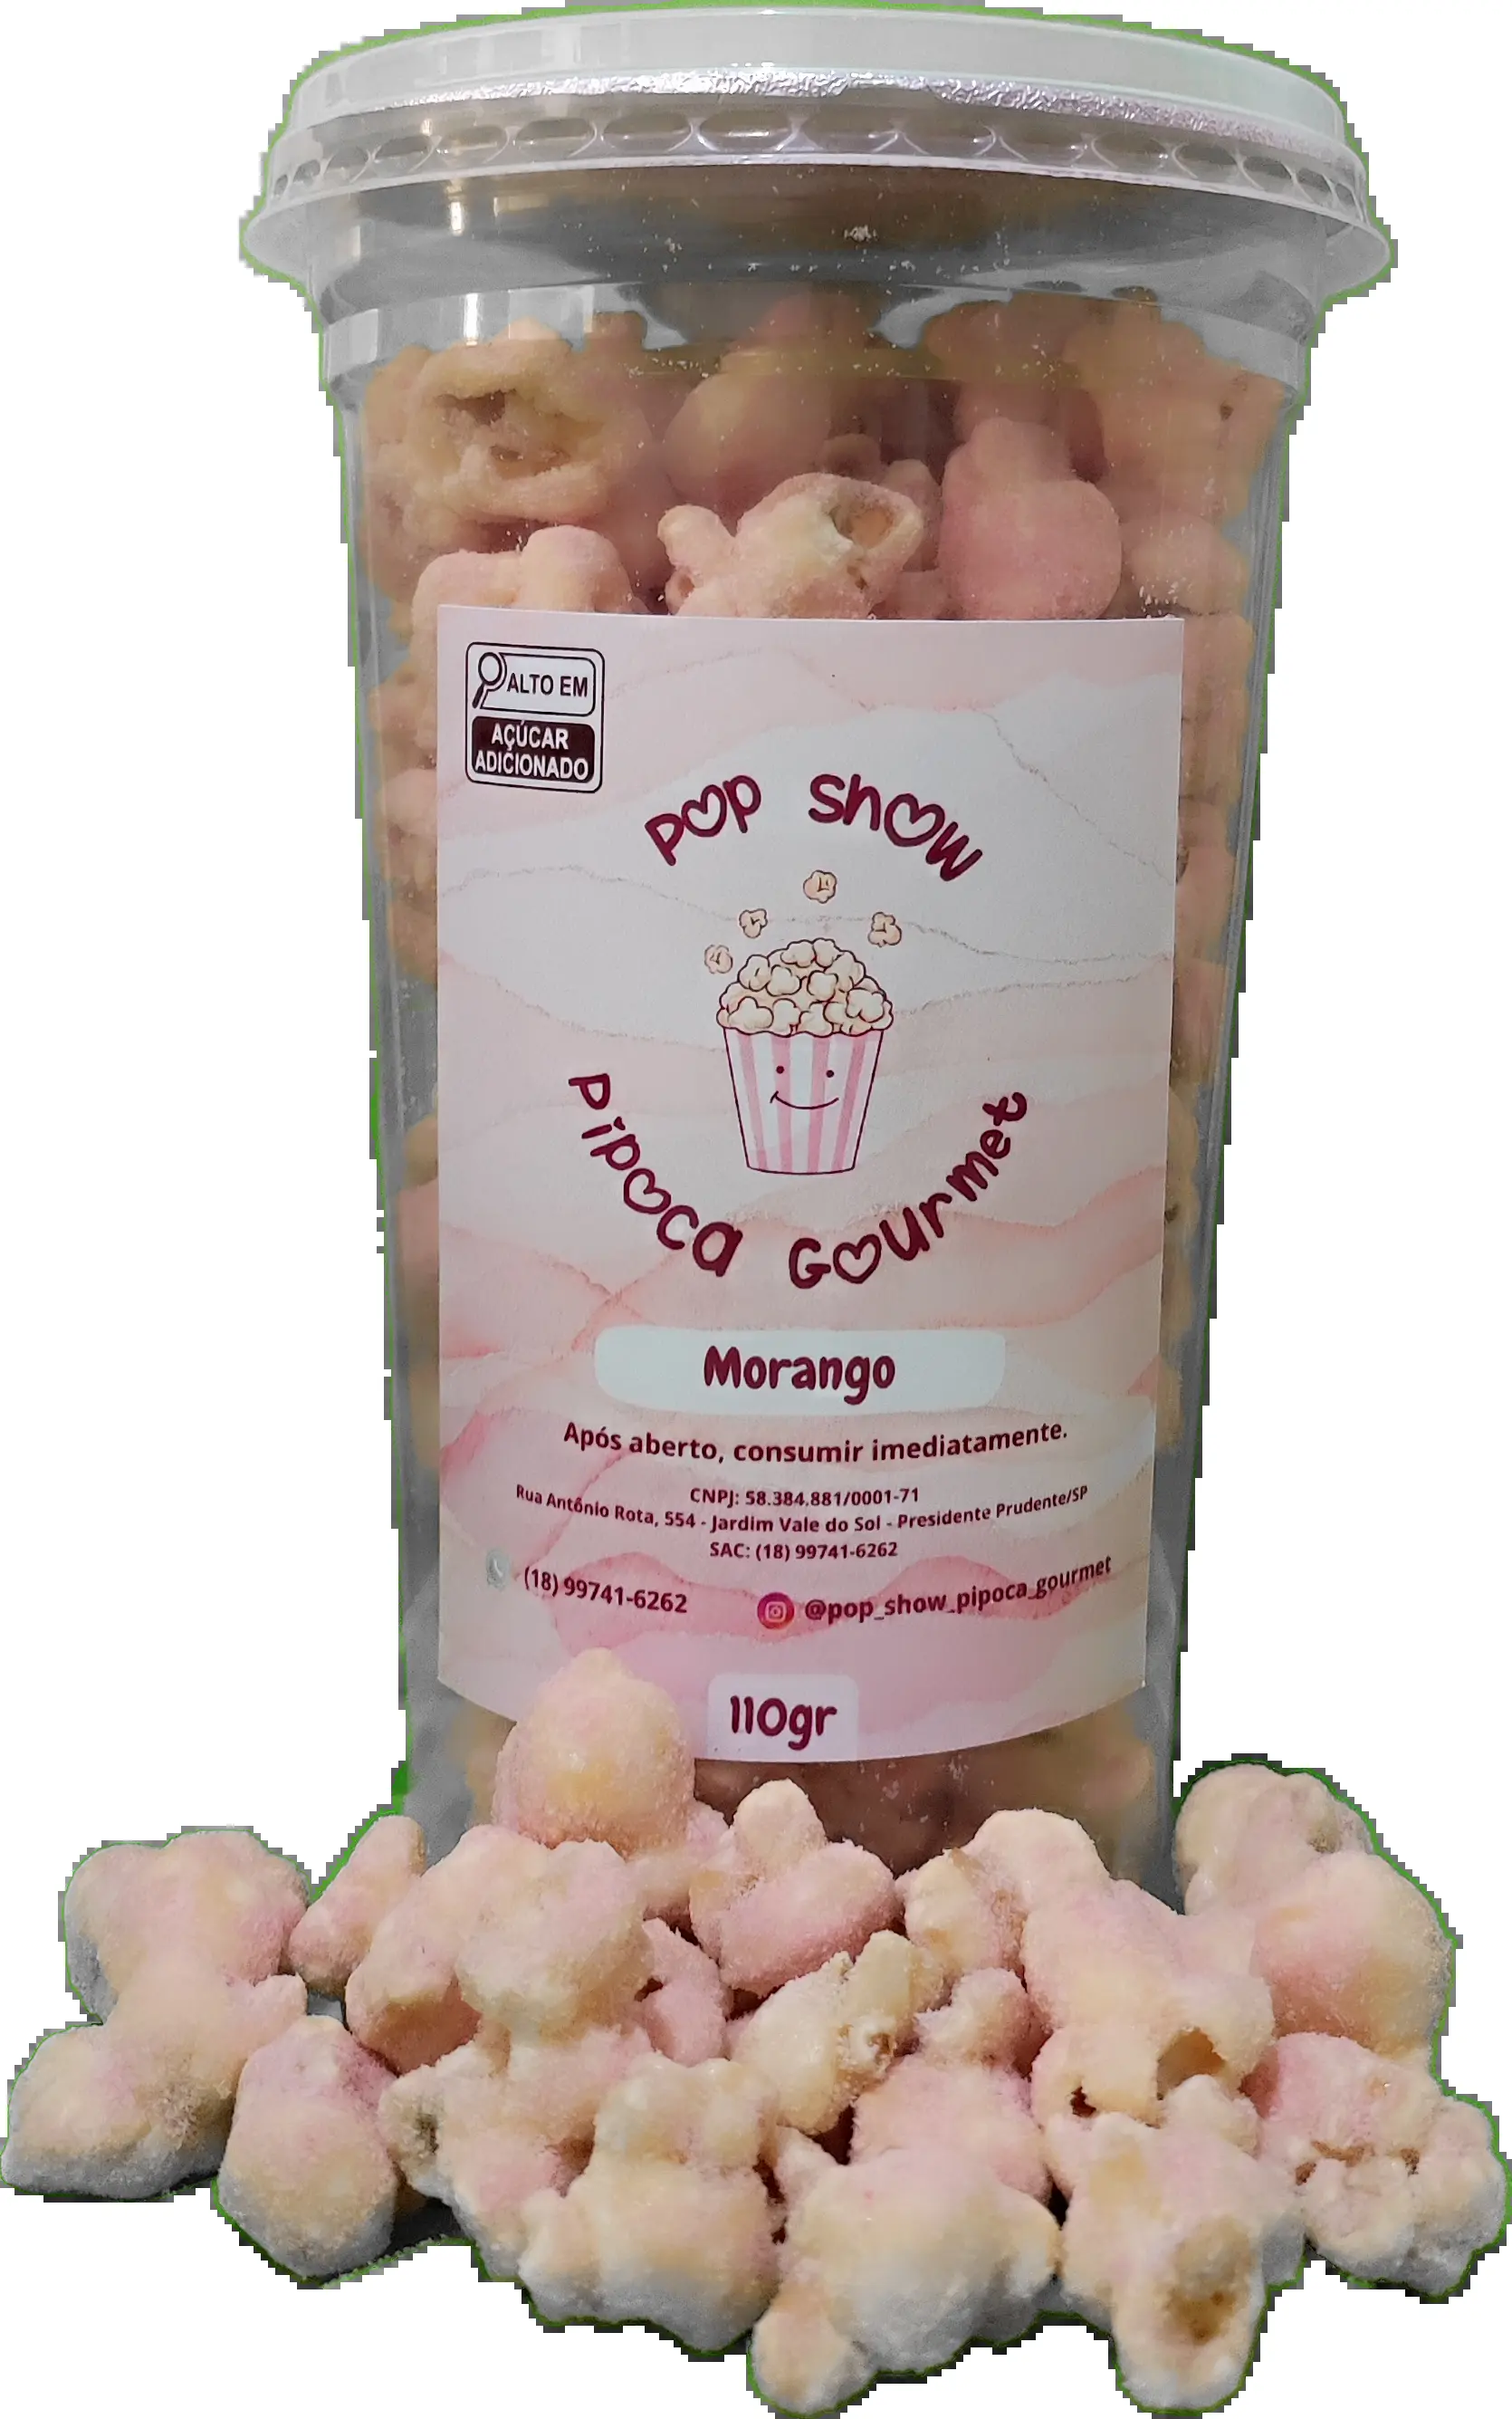 ALTO EM
AÇÚCAR
ADICIONADO
Pop Show
Pipoca Gourmet
Morango
Após aberto, consumir imediatamente.
CNPJ: 58.384.881/0001-71
Rua Antônio Rota, 554 - Jardim Vale do Sol - Presidente Prudente/SP
SAC: (18) 99741-6262
(18) 99741-6262 @pop_show_pipoca_gourmet
110gr